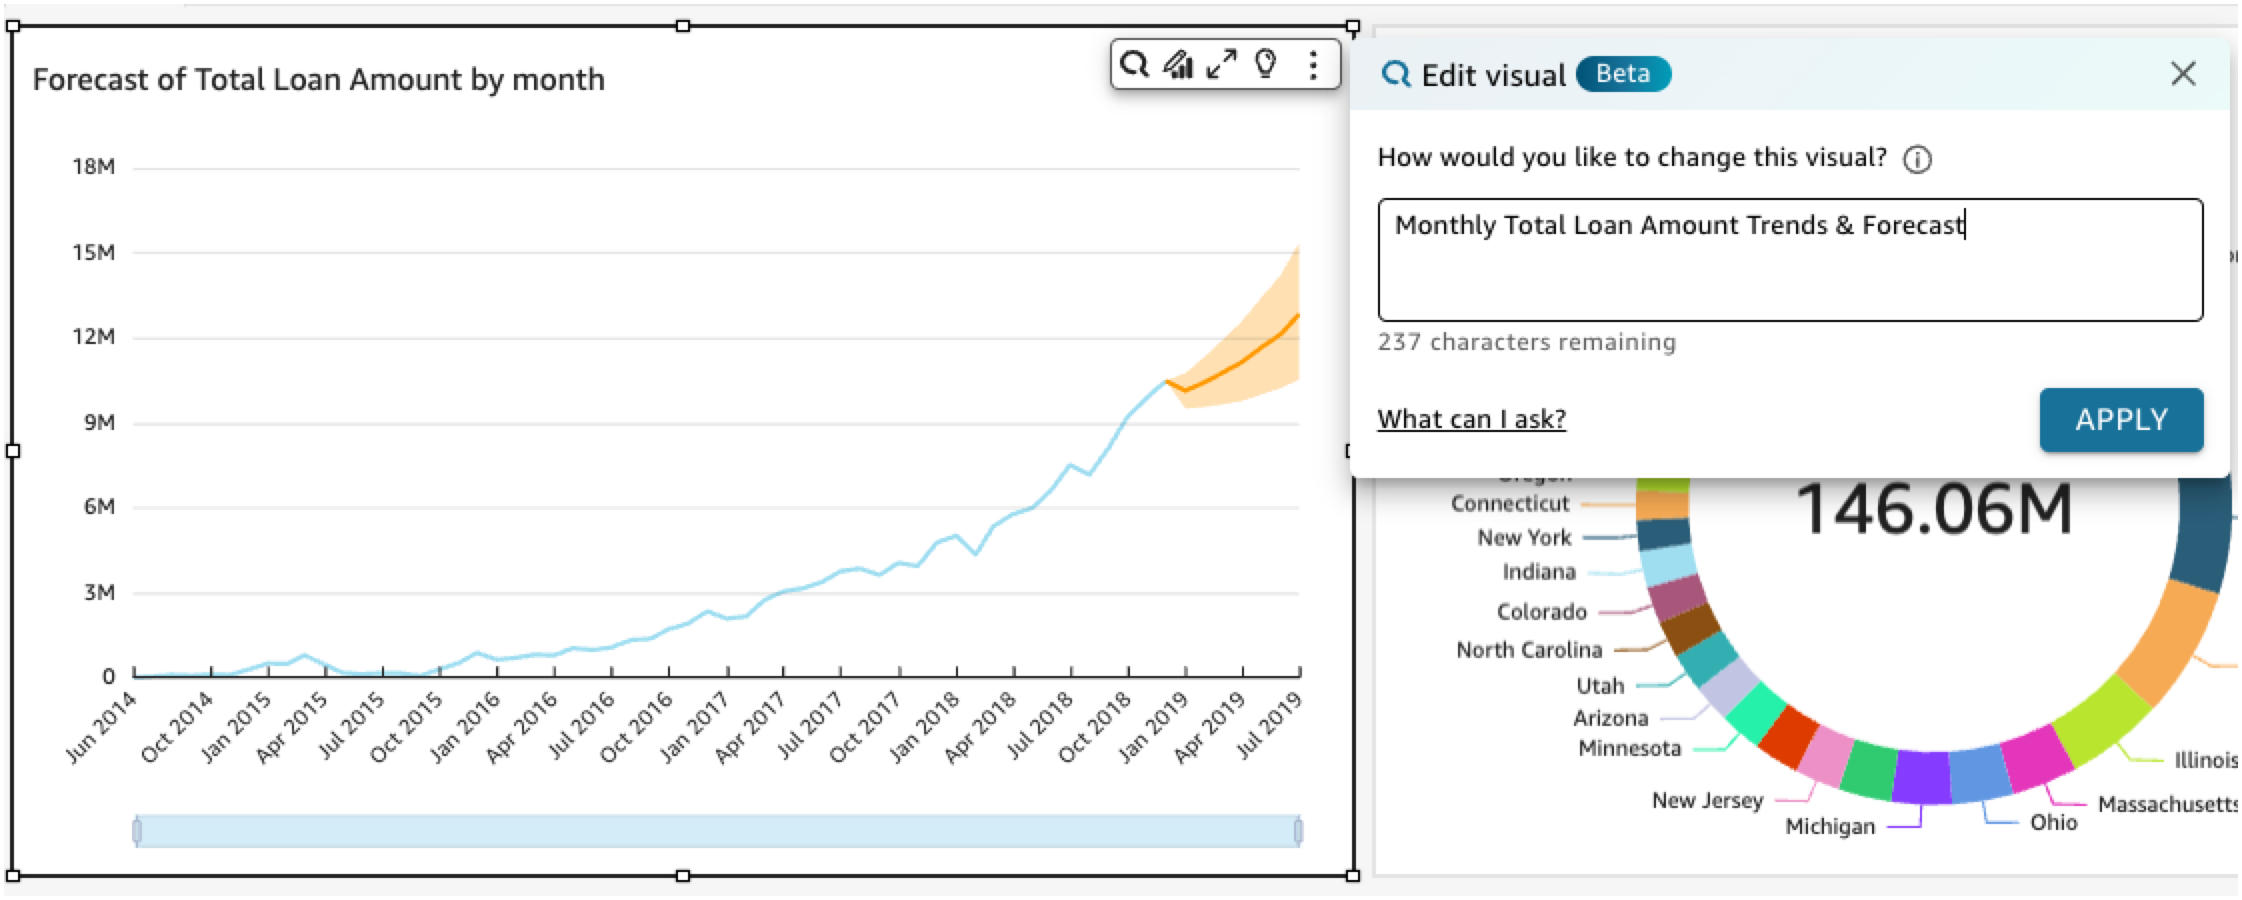 Forecast of Total Loan Amount by month
18M
15M
12M
9M
6M
3M
0
Jun 2014
Oct 2014
Jan 2015
Apr 2015
Jul 2015
Oct 2015
Jan 2016
Apr 2016
Jul 2016
Oct 2016
Jan 2017
Apr 2017
Jul 2017
Oct 2017
Jan 2018
Apr 2018
Jul 2018
Oct 2018
Jan 2019
Apr 2019
Jul 2019
Edit visual Beta
How would you like to change this visual?
Monthly Total Loan Amount Trends & Forecast
237 characters remaining
What can I ask?
APPLY
Oregon
Connecticut
New York
Indiana
Colorado
North Carolina
Utah
Arizona
Minnesota
New Jersey
Michigan
Ohio
Massachusetts
Illinois
146.06M